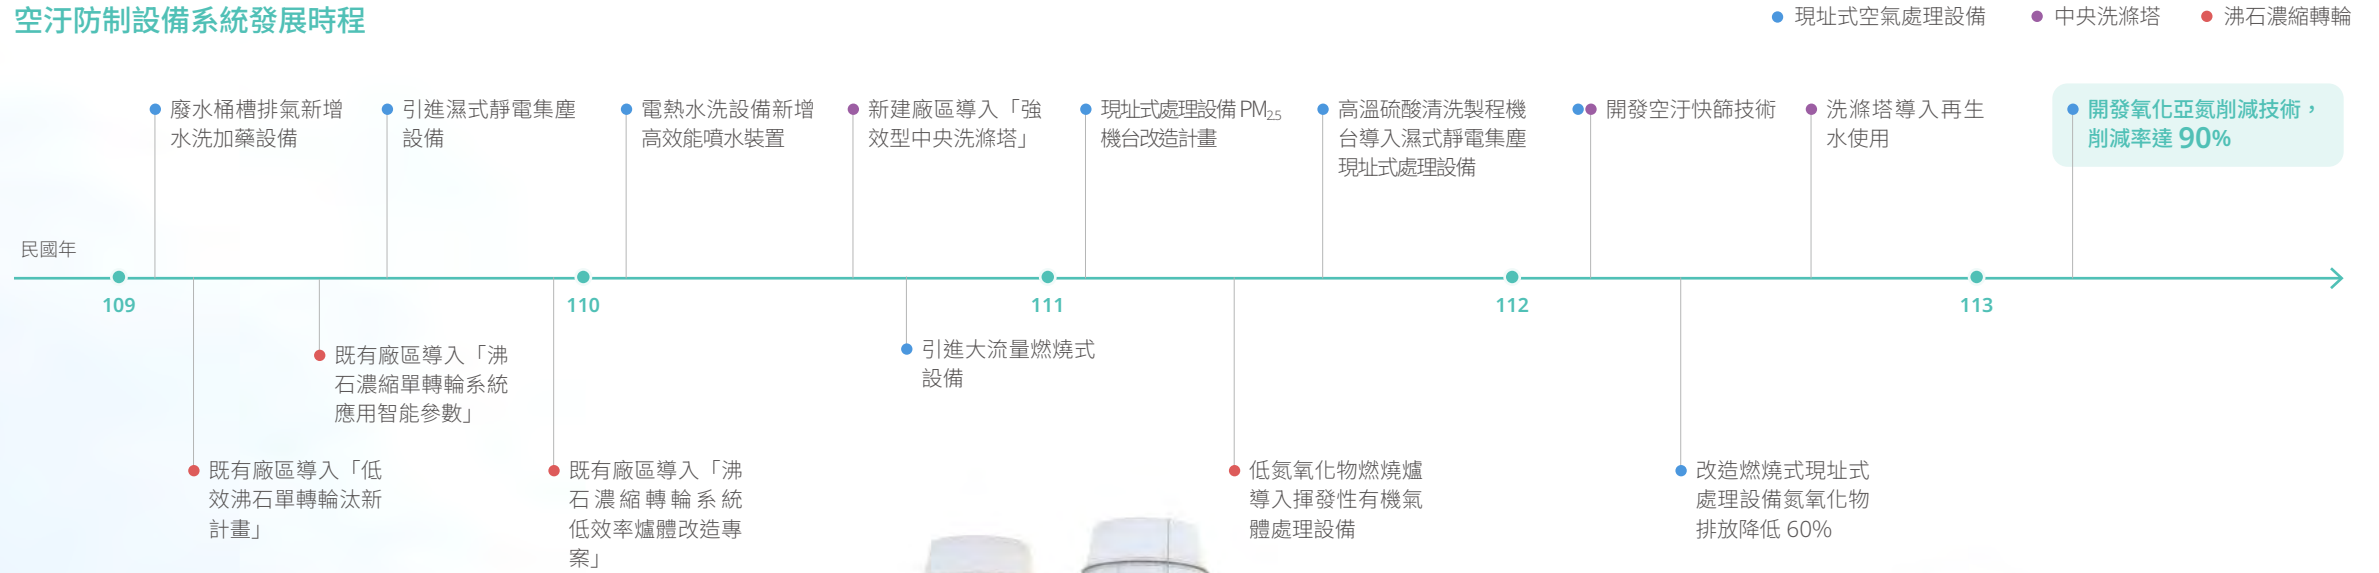 空汙防制設備系統發展時程
現址式空氣處理設備
中央洗滌塔
沸石濃縮轉輪
廢水桶槽排氣新增
水洗加藥設備
引進濕式靜電集塵
設備
電熱水洗設備新增
高效能噴水裝置
新建廠區導入「強
效型中央洗滌塔」
現址式處理設備 PM2.5
機台改造計畫
高溫硫酸清洗製程機
台導入濕式靜電集塵
現址式處理設備
開發空汙快篩技術
洗滌塔導入再生
水使用
開發氧化亞氮削減技術，
削減率達 90%
民國年
109
110
111
112
113
既有廠區導入「沸
石濃縮單轉輪系統
應用智能參數」
引進大流量燃燒式
設備
既有廠區導入「低
效沸石單轉輪汰新
計畫」
既有廠區導入「沸
石濃縮轉輪系統
低效率爐體改造專
案」
低氮氧化物燃燒爐
導入揮發性有機氣
體處理設備
改造燃燒式現址式
處理設備氮氧化物
排放降低 60%